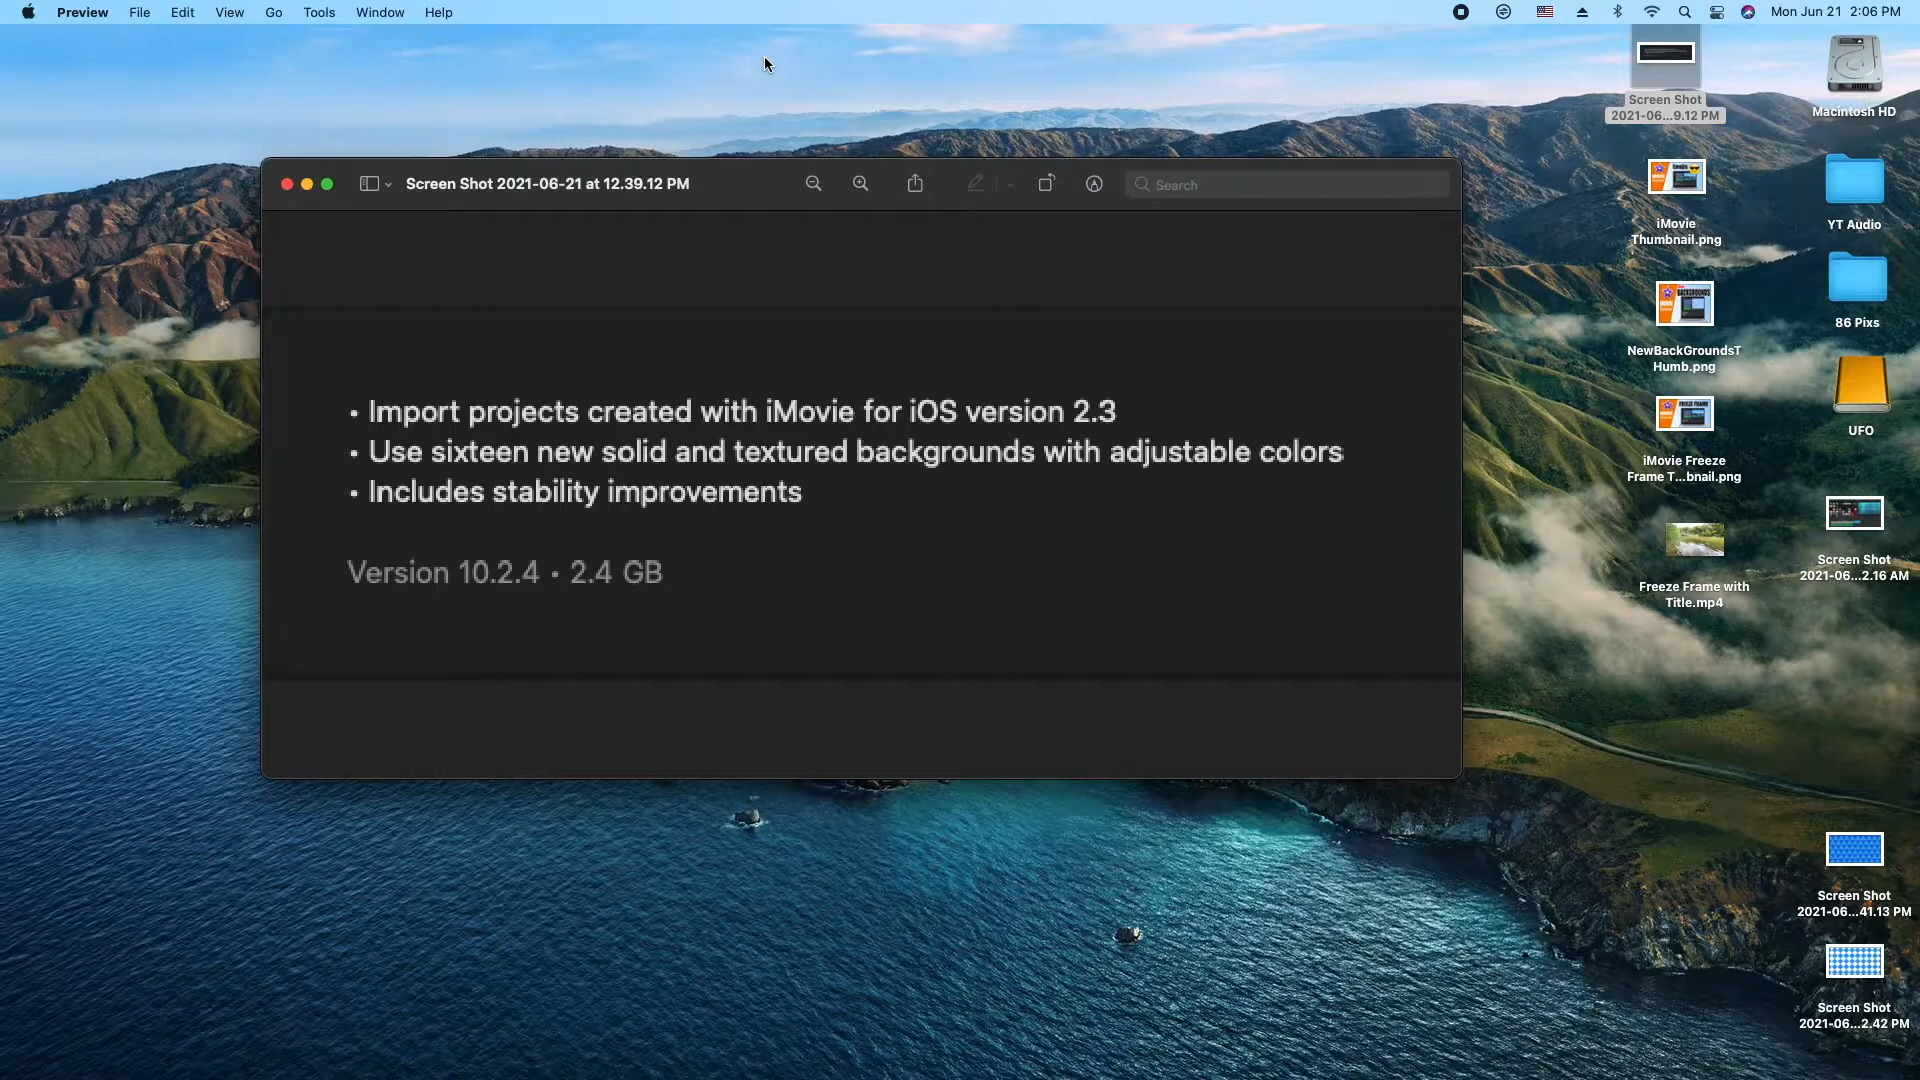 Preview File Edit View Go Tools Window Help Mon Jun 21 2:06 PM
Screen Shot 2021-06-21 at 12.39.12 PM
Search
• Import projects created with iMovie for iOS version 2.3
• Use sixteen new solid and textured backgrounds with adjustable colors
• Includes stability improvements
Version 10.2.4 • 2.4 GB
Screen Shot
2021-06...9.12 PM
iMovie
Thumbnail.png
NewBackGroundsT
Humb.png
iMovie Freeze
Frame T...bnail.png
Freeze Frame with
Title.mp4
Macintosh HD
YT Audio
86 Pixs
UFO
Screen Shot
2021-06...2.16 AM
Screen Shot
2021-06...41.13 PM
Screen Shot
2021-06...2.42 PM